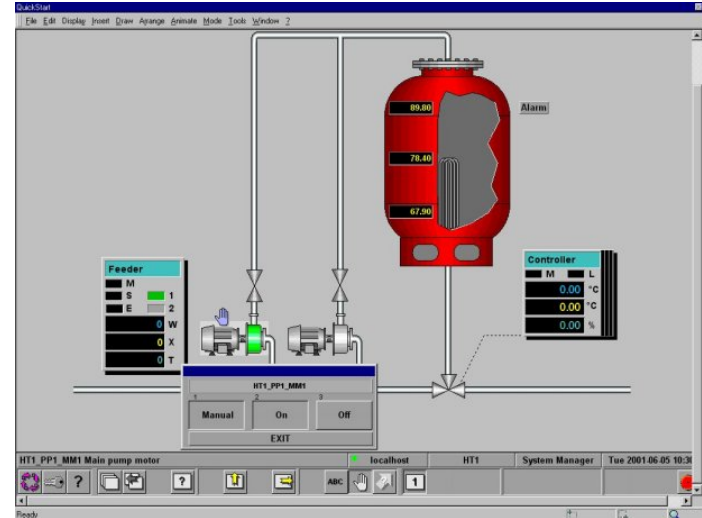 QuickStart
File Edit Display Insert Draw Arrange Animate Mode Tools Window ?
89.80
Alarm
78.40
67.90
Feeder
M
S 1
E 2
0 W
0 X
0 T
Controller
M L
0.00 °C
0.00 °C
0.00 %
HT1_PP1_MM1
1 2 3
Manual On Off
EXIT
HT1_PP1_MM1 Main pump motor localhost HT1 System Manager Tue 2001-06-05 10:3
? ? ABC 1
Ready